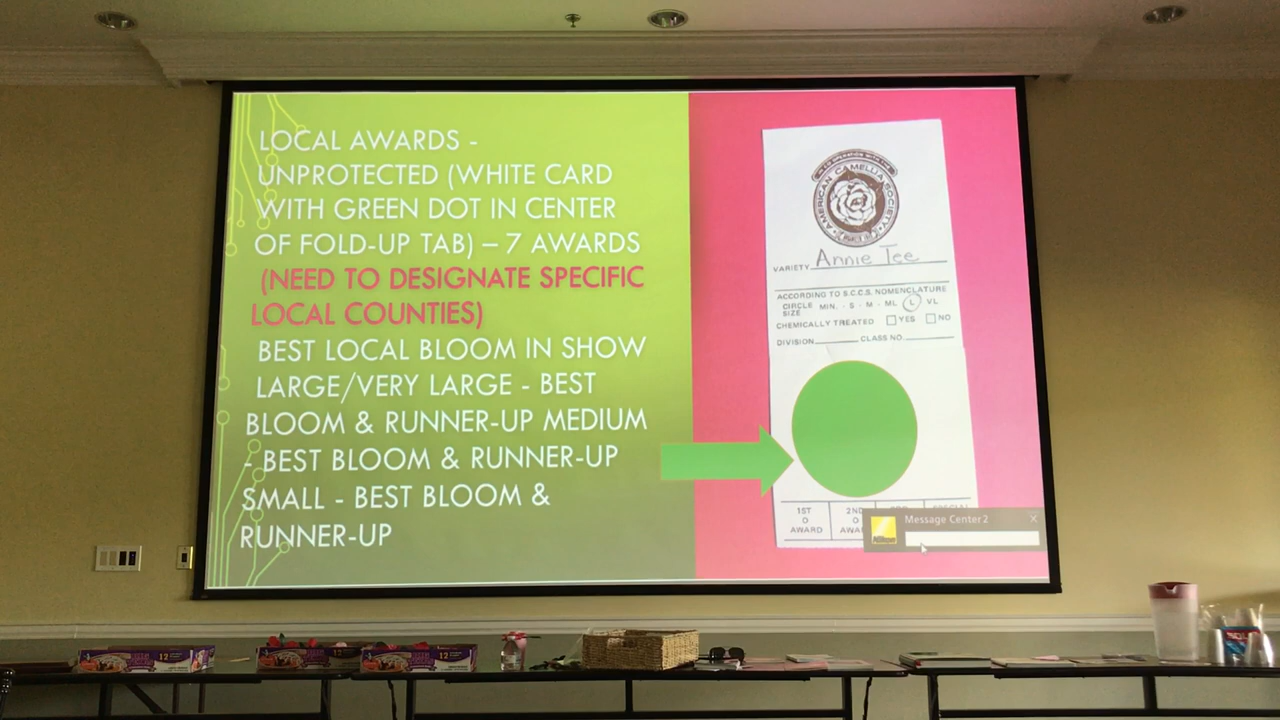 LOCAL AWARDS -
UNPROTECTED (WHITE CARD
WITH GREEN DOT IN CENTER
OF FOLD-UP TAB) – 7 AWARDS
(NEED TO DESIGNATE SPECIFIC
LOCAL COUNTIES)
BEST LOCAL BLOOM IN SHOW
LARGE/VERY LARGE - BEST
BLOOM & RUNNER-UP MEDIUM
- BEST BLOOM & RUNNER-UP
SMALL - BEST BLOOM &
RUNNER-UP
AMERICAN CAMELLIA SOCIETY
VARIETY Annie Tee
ACCORDING TO S.C.C.S. NOMENCLATURE
CIRCLE SIZE MIN. - S - M - ML L VL
CHEMICALLY TREATED YES NO
DIVISION CLASS NO.
1ST 2ND
O O
AWARD
Message Center2
12
12